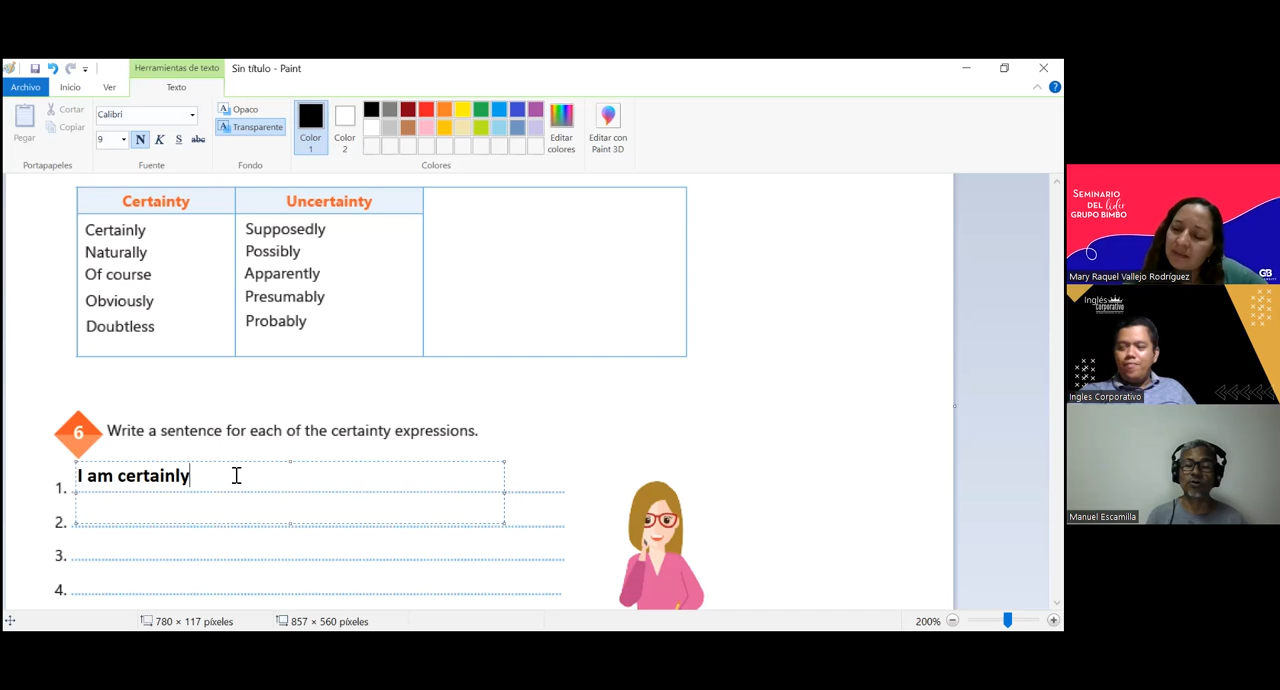 Herramientas de texto
Sin título - Paint
Archivo
Inicio
Ver
Texto
Pegar
Cortar
Copiar
Portapapeles
Calibri
9
N K S abc
Fuente
Opaco
Transparente
Fondo
Color
1
Color
2
Editar
colores
Editar con
Paint 3D
Colores
Certainty
Uncertainty
Certainly
Supposedly
Naturally
Possibly
Of course
Apparently
Obviously
Presumably
Doubtless
Probably
6
Write a sentence for each of the certainty expressions.
I am certainly
1.
2.
3.
4.
780 × 117 píxeles
857 × 560 píxeles
200%
SEMINARIO
DEL líder
GRUPO BIMBO
GB
Mary Raquel Vallejo Rodríguez
Inglés
corporativo
Ingles Corporativo
Manuel Escamilla